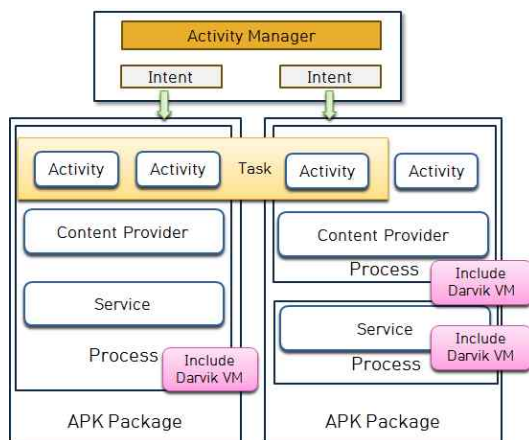 Activity Manager
Intent
Intent
Activity
Activity
Task
Activity
Activity
Content Provider
Content Provider
Process
Include
Darvik VM
Service
Service
Include
Darvik VM
Process
Process
Include
Darvik VM
APK Package
APK Package